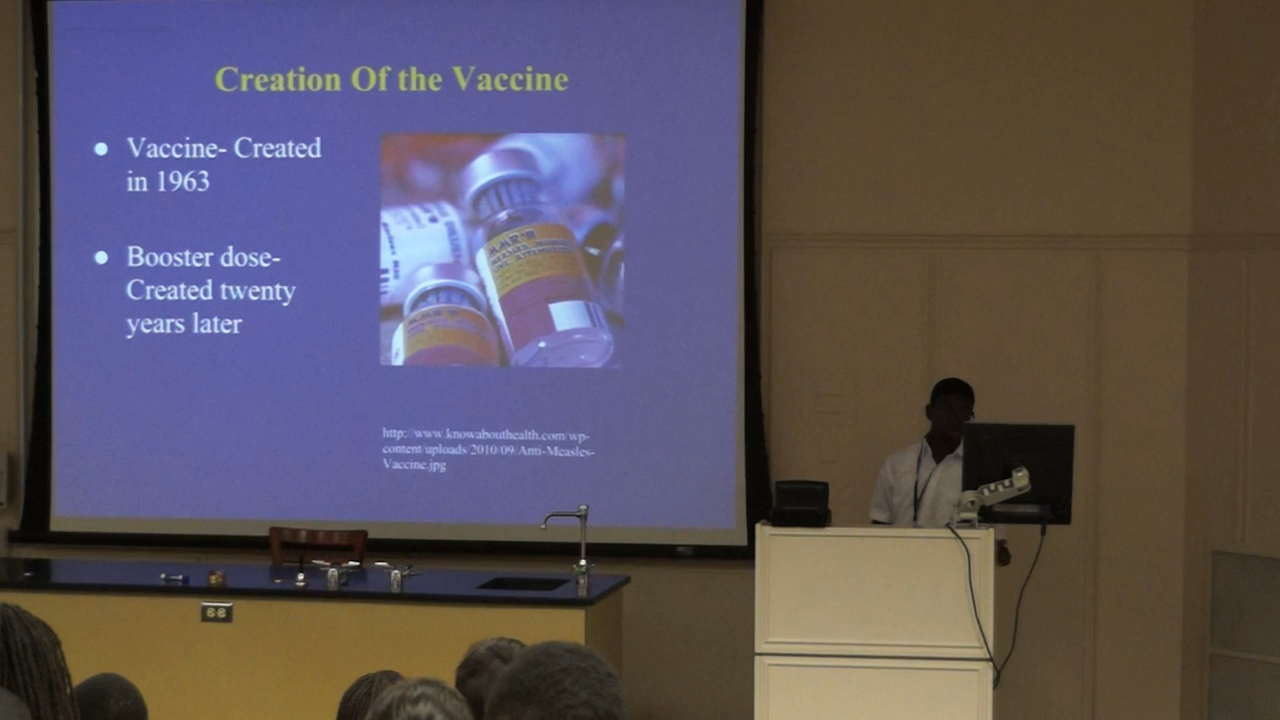 Creation Of the Vaccine
● Vaccine- Created
in 1963
● Booster dose-
Created twenty
years later
http://www.knowabouthealth.com/wp-
content/uploads/2010/09/Anti-Measles-
Vaccine.jpg